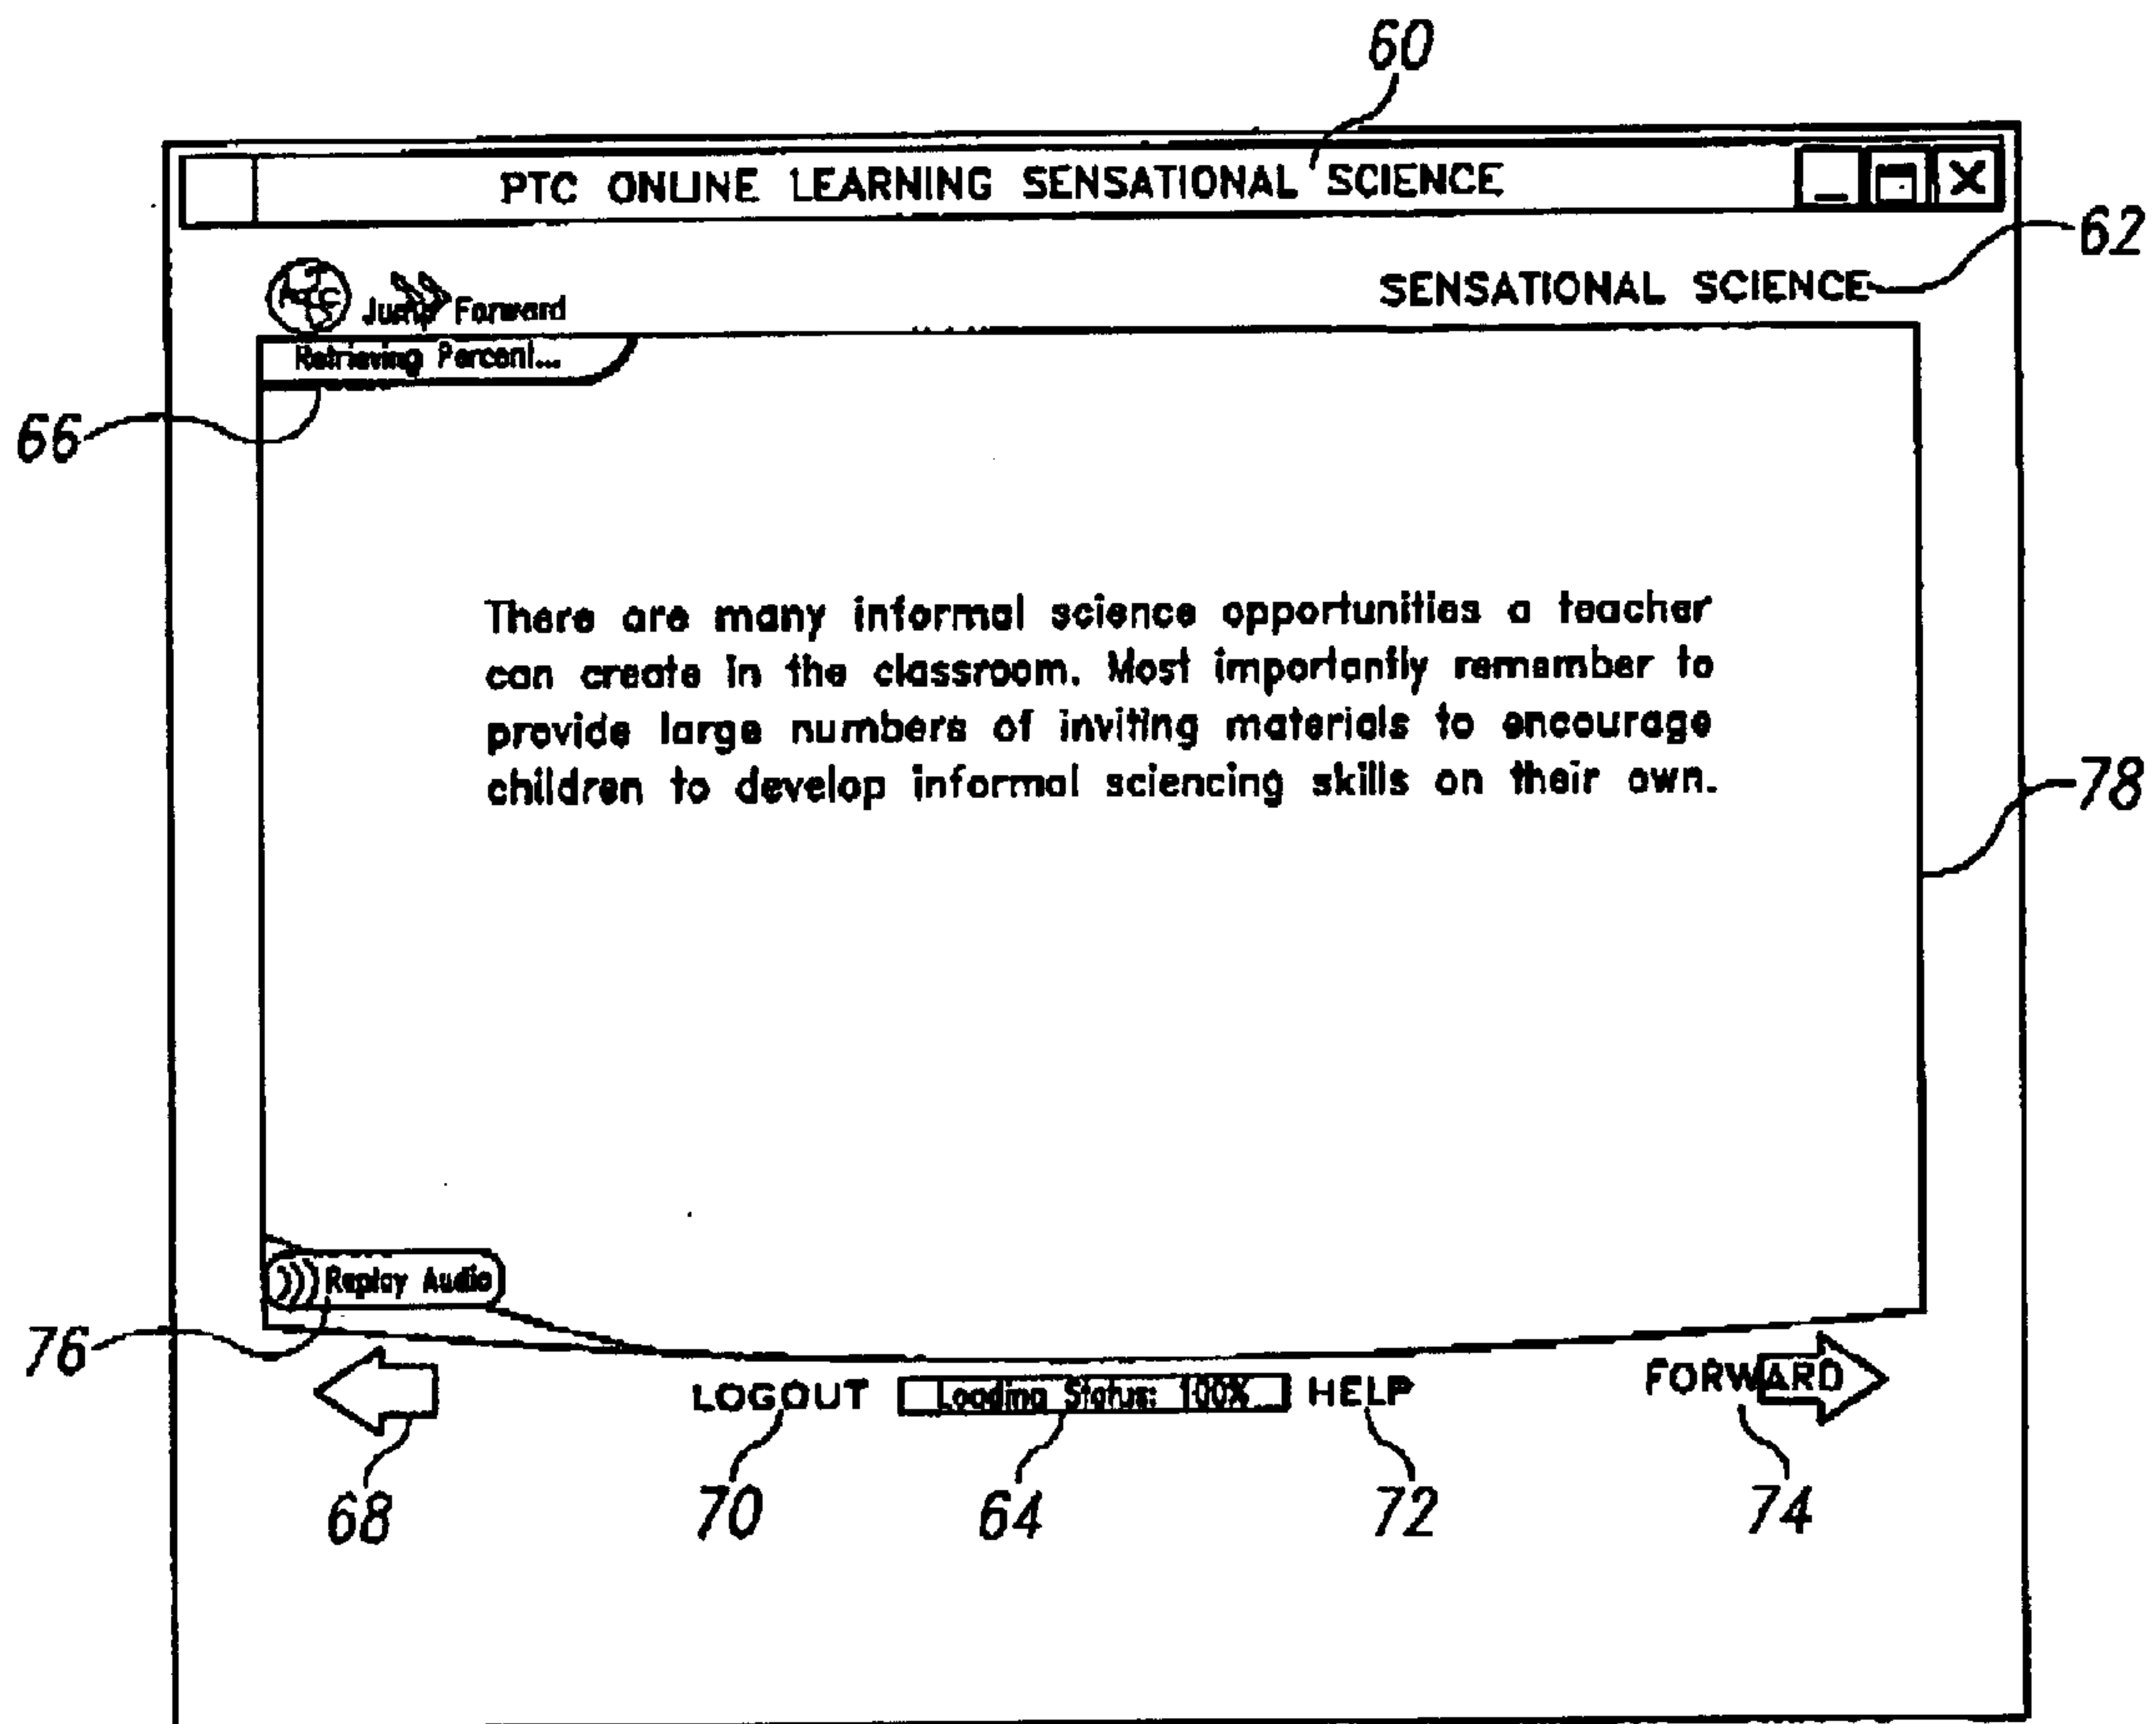 60
PTC ONLINE LEARNING SENSATIONAL SCIENCE
62
SENSATIONAL SCIENCE
Jump Forward
Retrieving Percent...
66
There are many informal science opportunities a teacher
can create in the classroom. Most importantly remember to
provide large numbers of inviting materials to encourage
children to develop informal sciencing skills on their own.
78
Replay Audio
76
LOGOUT Loading Status: 100% HELP FORWARD
68 70 64 72 74